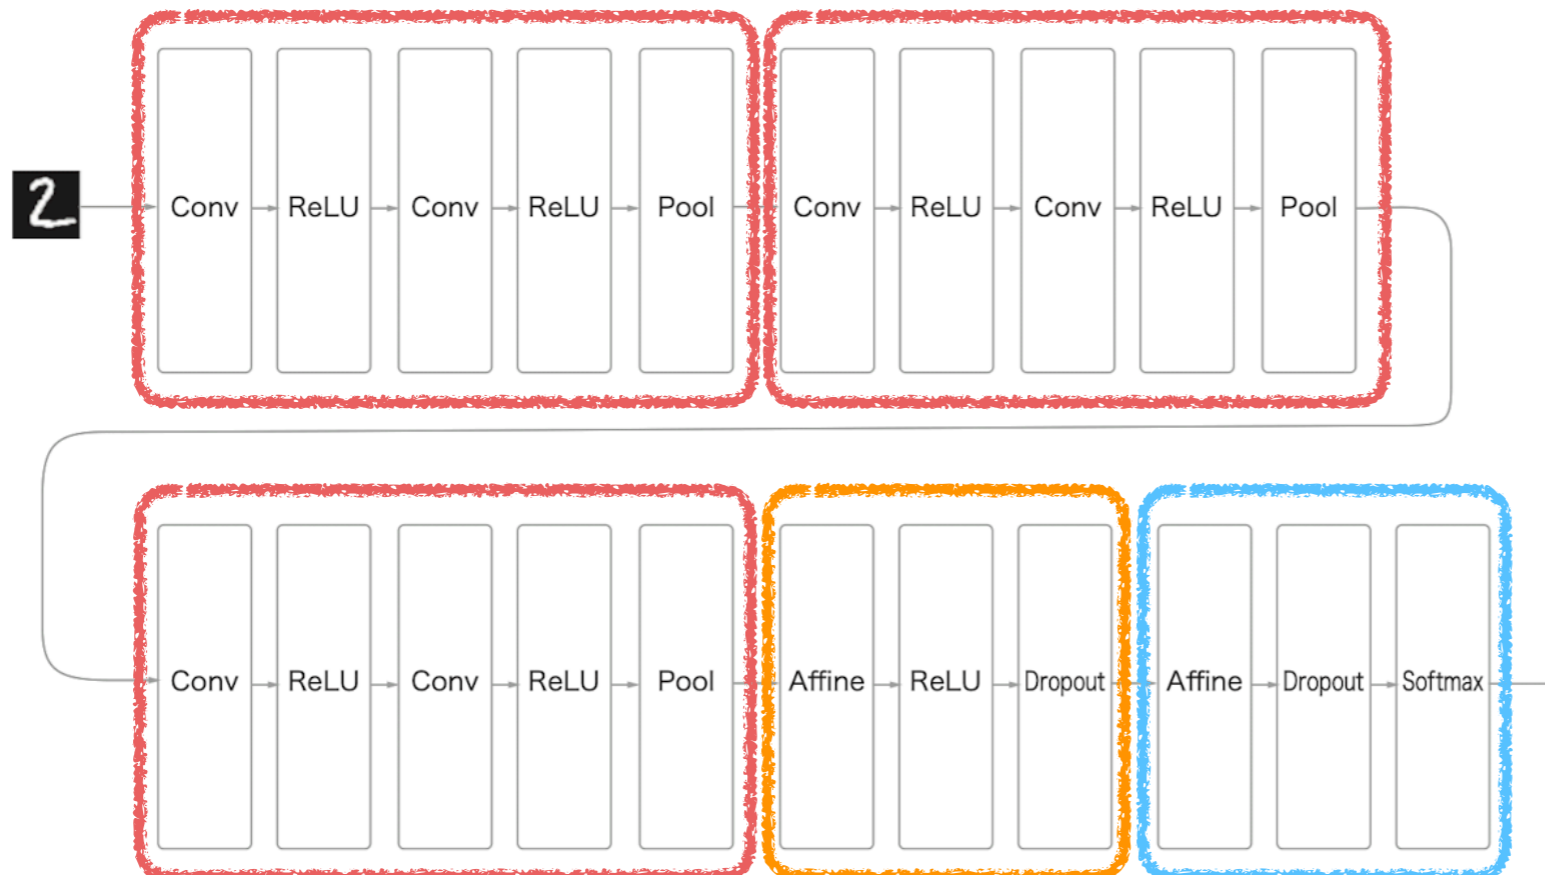 2
Conv ReLU Conv ReLU Pool Conv ReLU Conv ReLU Pool
Conv ReLU Conv ReLU Pool Affine ReLU Dropout Affine Dropout Softmax